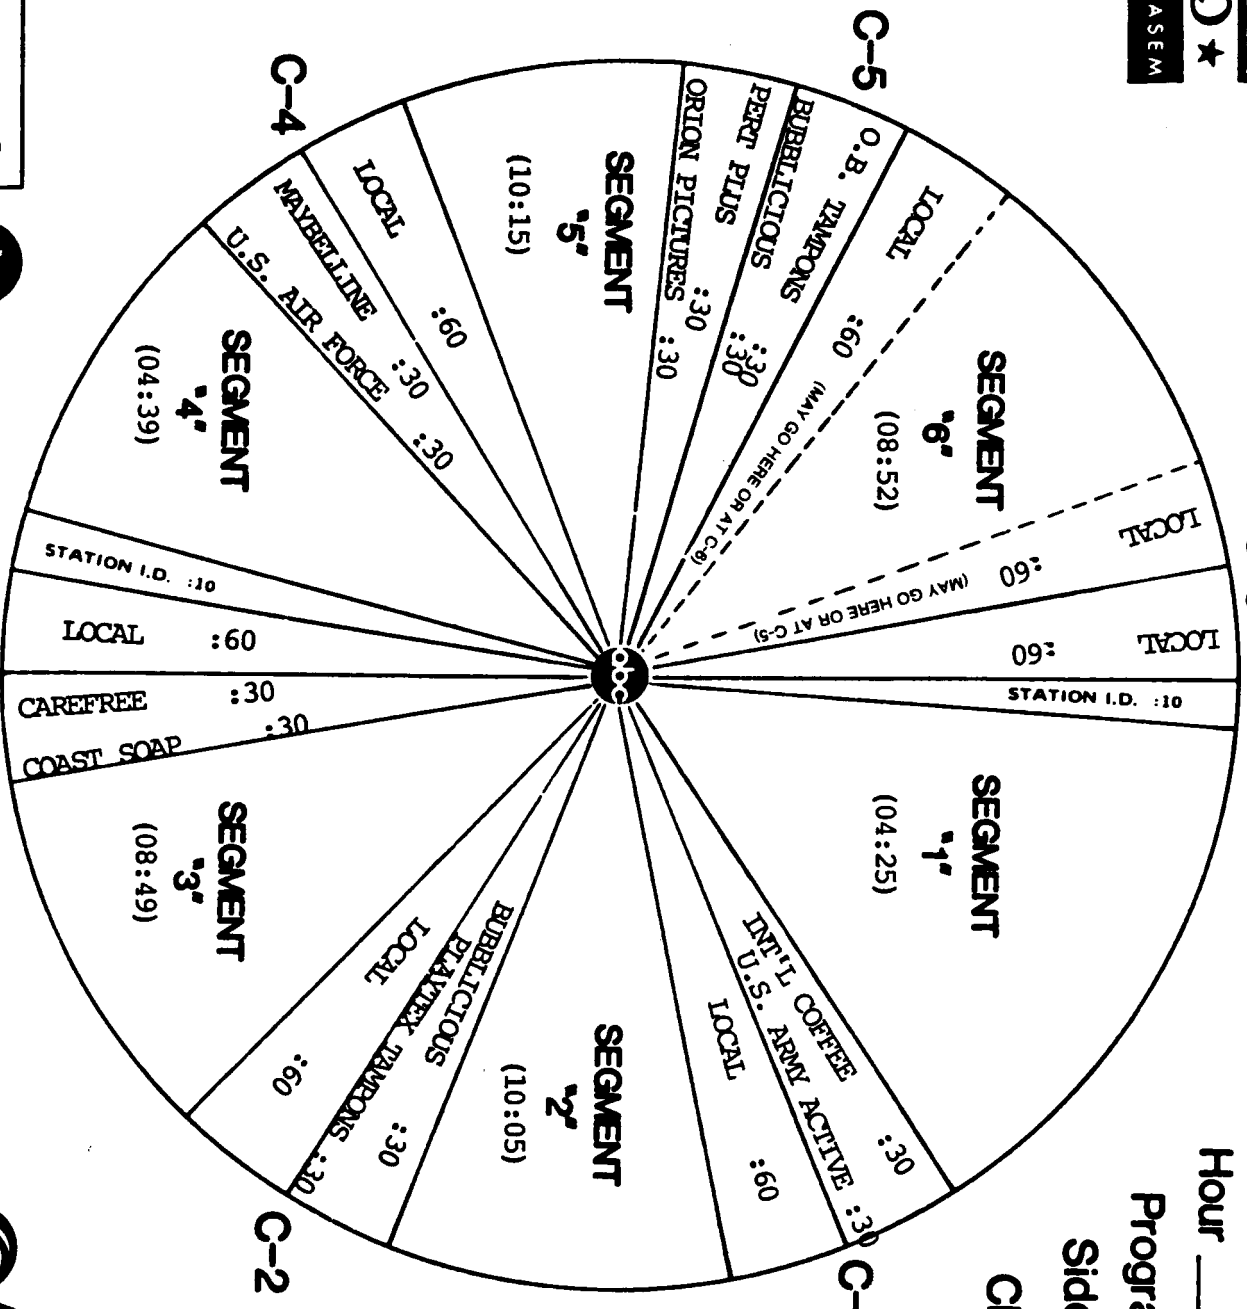 ASEM
Hour
C-5
C-4
C-2
abc
STATION I.D. :10
SEGMENT
"1"
(04:25)
INT'L COFFEE :30
U.S. ARMY ACTIVE :30
LOCAL :60
SEGMENT
"2"
(10:05)
BUBBLICIOUS :30
PLAYTEX TAMPONS :30
LOCAL :60
SEGMENT
"3"
(08:49)
COAST SOAP :30
CAREFREE :30
LOCAL :60
STATION I.D. :10
SEGMENT
"4"
(04:39)
U.S. AIR FORCE :30
MAYBELLINE :30
LOCAL :60
SEGMENT
"5"
(10:15)
ORION PICTURES :30
PERT PLUS :30
BUBBLICIOUS :30
O.B. TAMPONS :30
LOCAL :60
(MAY GO HERE OR AT C-6)
SEGMENT
"6"
(08:52)
LOCAL :60
(MAY GO HERE OR AT C-5)
LOCAL :60